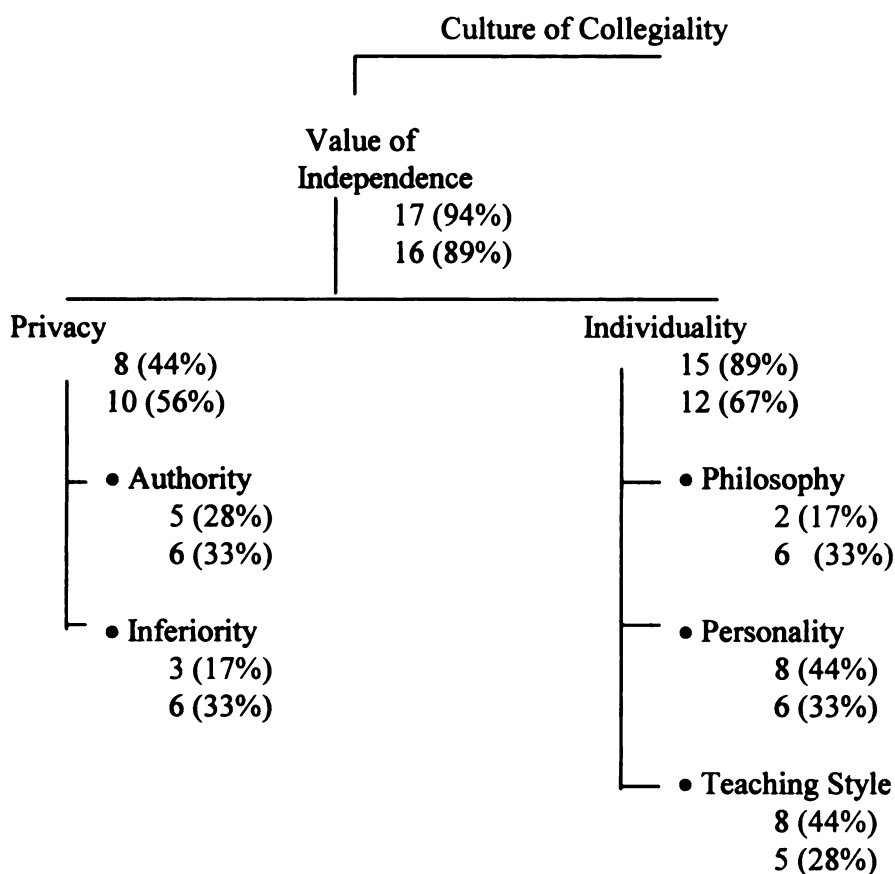 Culture of Collegiality
Value of
Independence
17 (94%)
16 (89%)
Privacy
8 (44%)
10 (56%)
• Authority
5 (28%)
6 (33%)
• Inferiority
3 (17%)
6 (33%)
Individuality
15 (89%)
12 (67%)
• Philosophy
2 (17%)
6 (33%)
• Personality
8 (44%)
6 (33%)
• Teaching Style
8 (44%)
5 (28%)